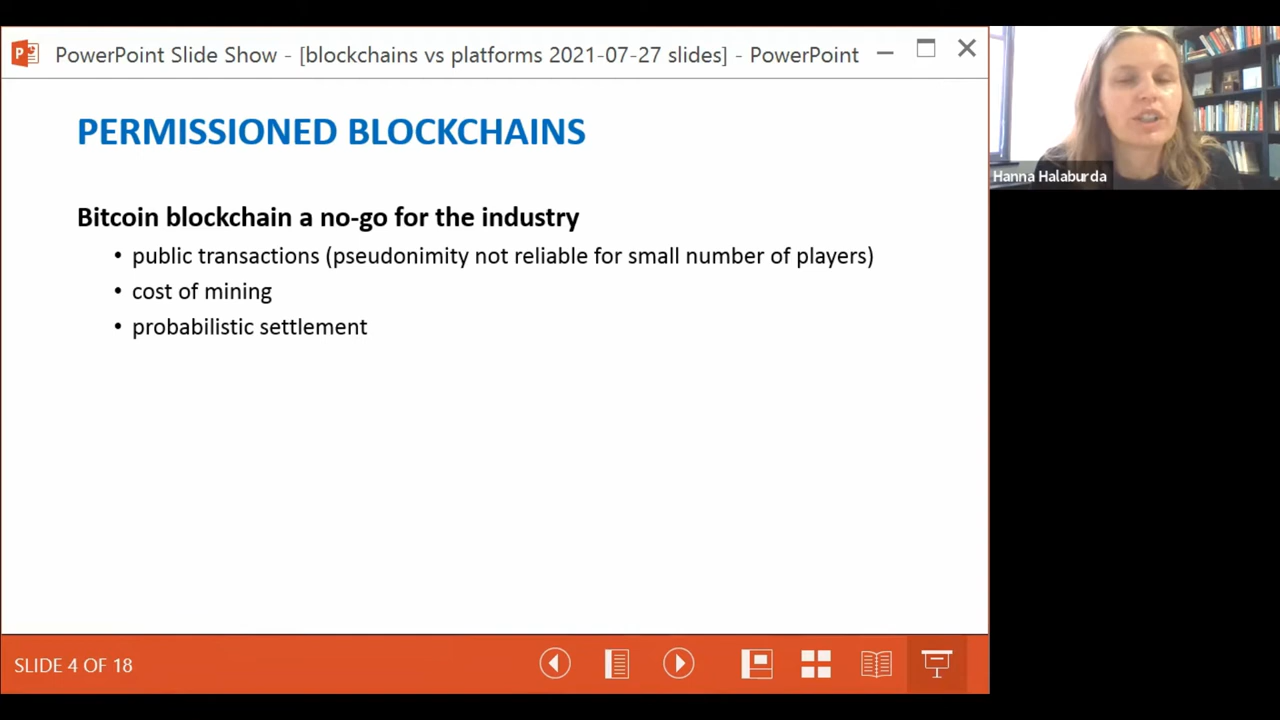 PowerPoint Slide Show - [blockchains vs platforms 2021-07-27 slides] - PowerPoint
Hanna Halaburda
PERMISSIONED BLOCKCHAINS
Bitcoin blockchain a no-go for the industry
• public transactions (pseudonimity not reliable for small number of players)
• cost of mining
• probabilistic settlement
SLIDE 4 OF 18